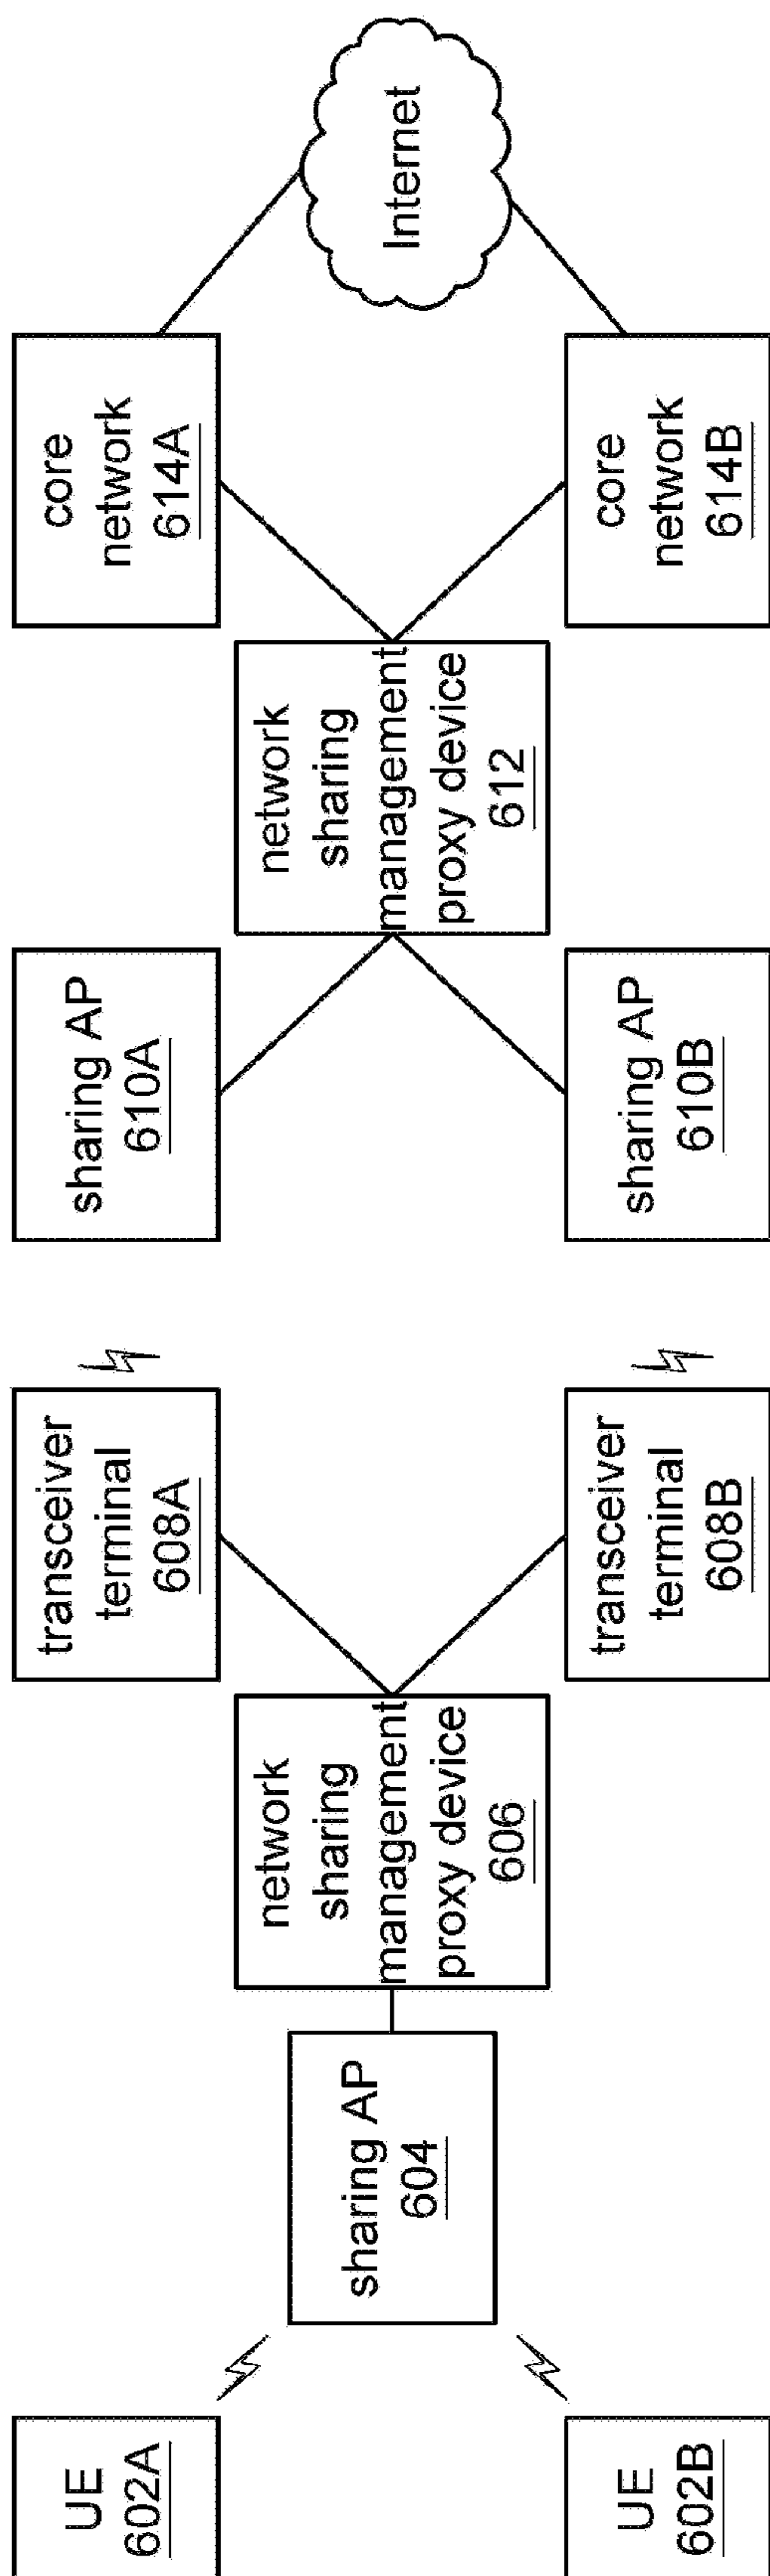 UE
602A
UE
602B
sharing AP
604
network
sharing
management
proxy device
606
transceiver
terminal
608A
transceiver
terminal
608B
sharing AP
610A
sharing AP
610B
network
sharing
management
proxy device
612
core
network
614A
core
network
614B
Internet